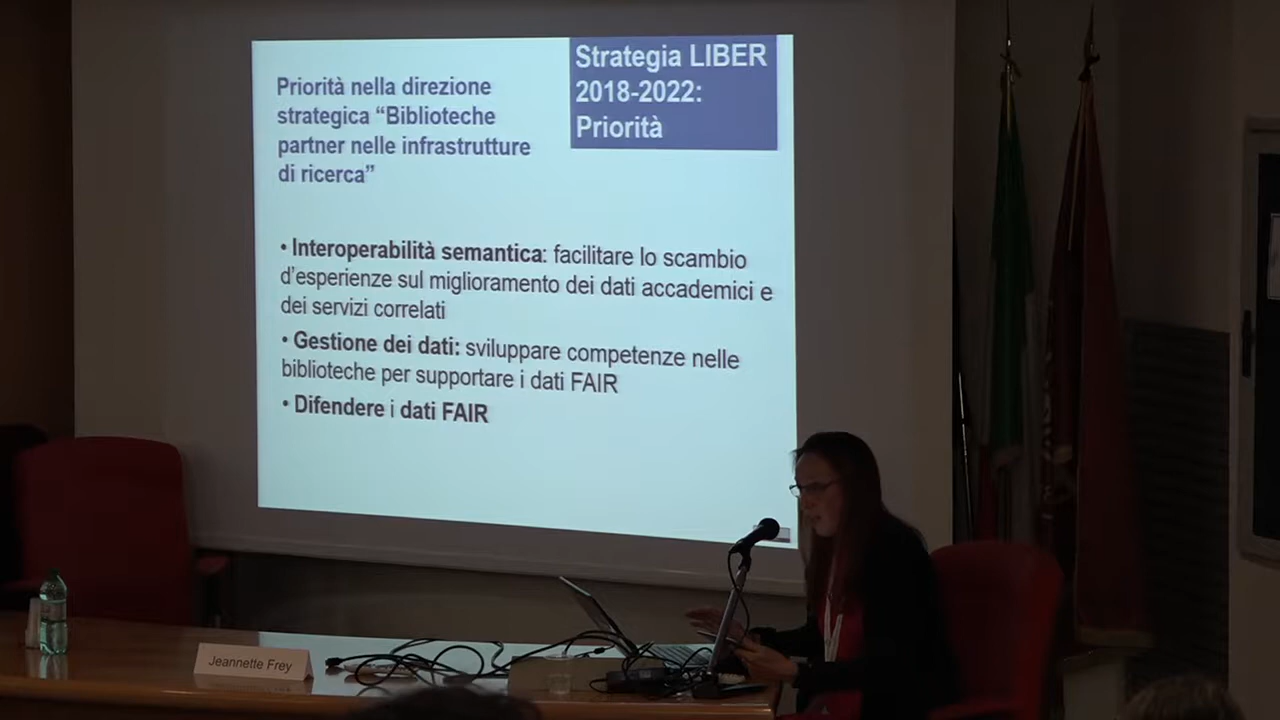 Strategia LIBER
2018-2022:
Priorità
Priorità nella direzione
strategica “Biblioteche
partner nelle infrastrutture
di ricerca”
• Interoperabilità semantica: facilitare lo scambio
d’esperienze sul miglioramento dei dati accademici e
dei servizi correlati
• Gestione dei dati: sviluppare competenze nelle
biblioteche per supportare i dati FAIR
• Difendere i dati FAIR
Jeannette Frey